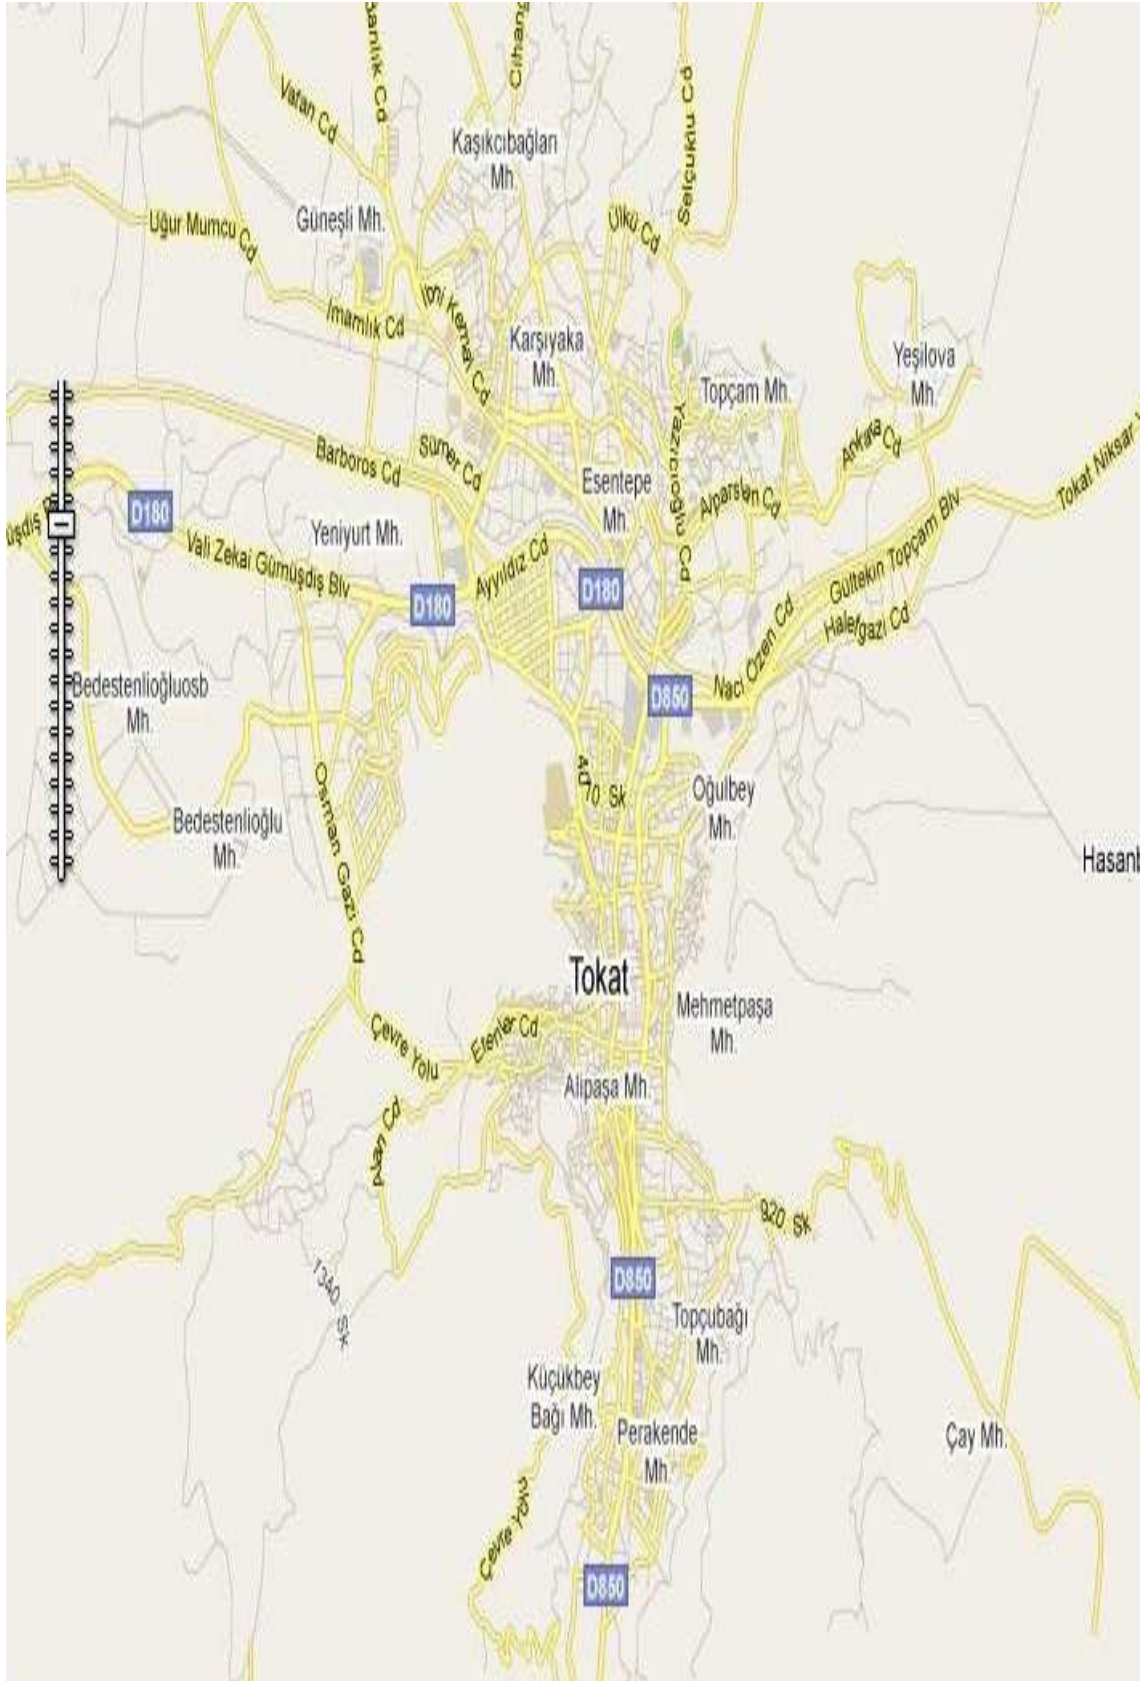 Vatan Cd
Kaşıkcıbağları
Mh.
Selçuklu Cd
Uğur Mumcu Cd
Güneşli Mh.
Ülkü Cd
İmamlık Cd
Karşıyaka
Mh.
Yeşilova
Mh.
Topçam Mh.
Yazıcıoğlu Cd
Ankara Cd
Barboros Cd
Sümer Cd
Esentepe
Mh.
Alparslan Cd
Tokat Niksar
D180
Yeniyurt Mh.
Vali Zekai Gümüşdiş Blv
Ayyıldız Cd
D180
D180
Gültekin Topçam Blv
Halefgazi Cd
Naci Özen Cd
D850
Bedestenlioğluosb
Mh.
4070 Sk
Oğulbey
Mh.
Bedestenlioğlu
Mh.
Osman Gazi Cd
Tokat
Mehmetpaşa
Mh.
Çevre Yolu
Erenler Cd
Alipaşa Mh.
920 Sk
1340. Sk
D850
Topçubağı
Mh.
Küçükbey
Bağı Mh.
Perakende
Mh.
Çay Mh.
Çevre Yolu
D850